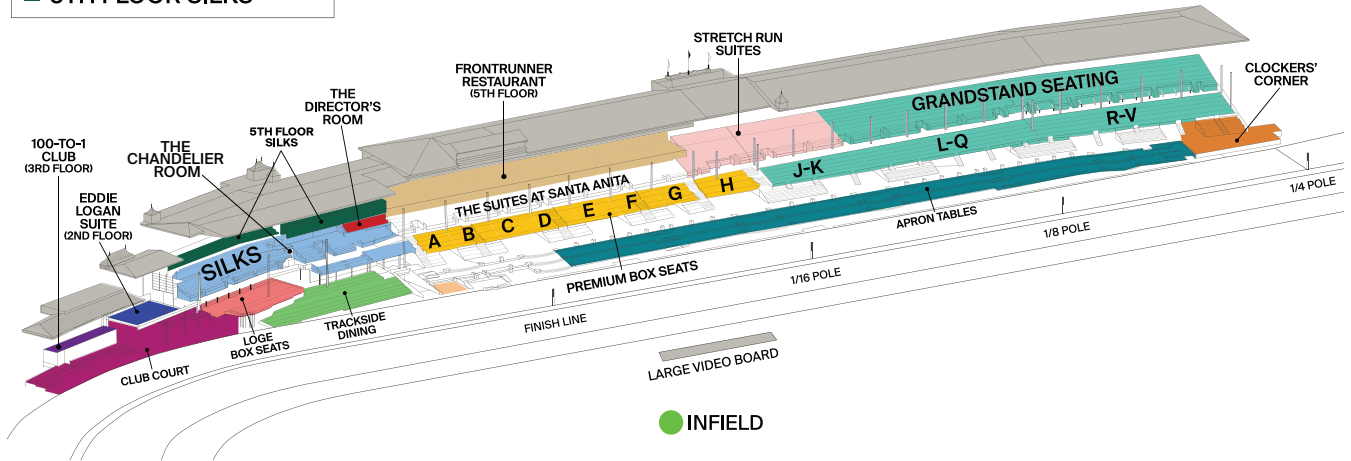 5TH FLOOR SILKS
STRETCH RUN
SUITES
FRONTRUNNER
RESTAURANT
(5TH FLOOR)
CLOCKERS'
CORNER
GRANDSTAND SEATING
THE
DIRECTOR'S
ROOM
5TH FLOOR
SILKS
100-TO-1
CLUB
(3RD FLOOR)
THE
CHANDELIER
ROOM
R-V
L-Q
J-K
EDDIE
LOGAN
SUITE
(2ND FLOOR)
THE SUITES AT SANTA ANITA
A B C D E F G H
1/4 POLE
APRON TABLES
1/8 POLE
SILKS
PREMIUM BOX SEATS
1/16 POLE
FINISH LINE
TRACKSIDE
DINING
LOGE
BOX SEATS
CLUB COURT
LARGE VIDEO BOARD
INFIELD